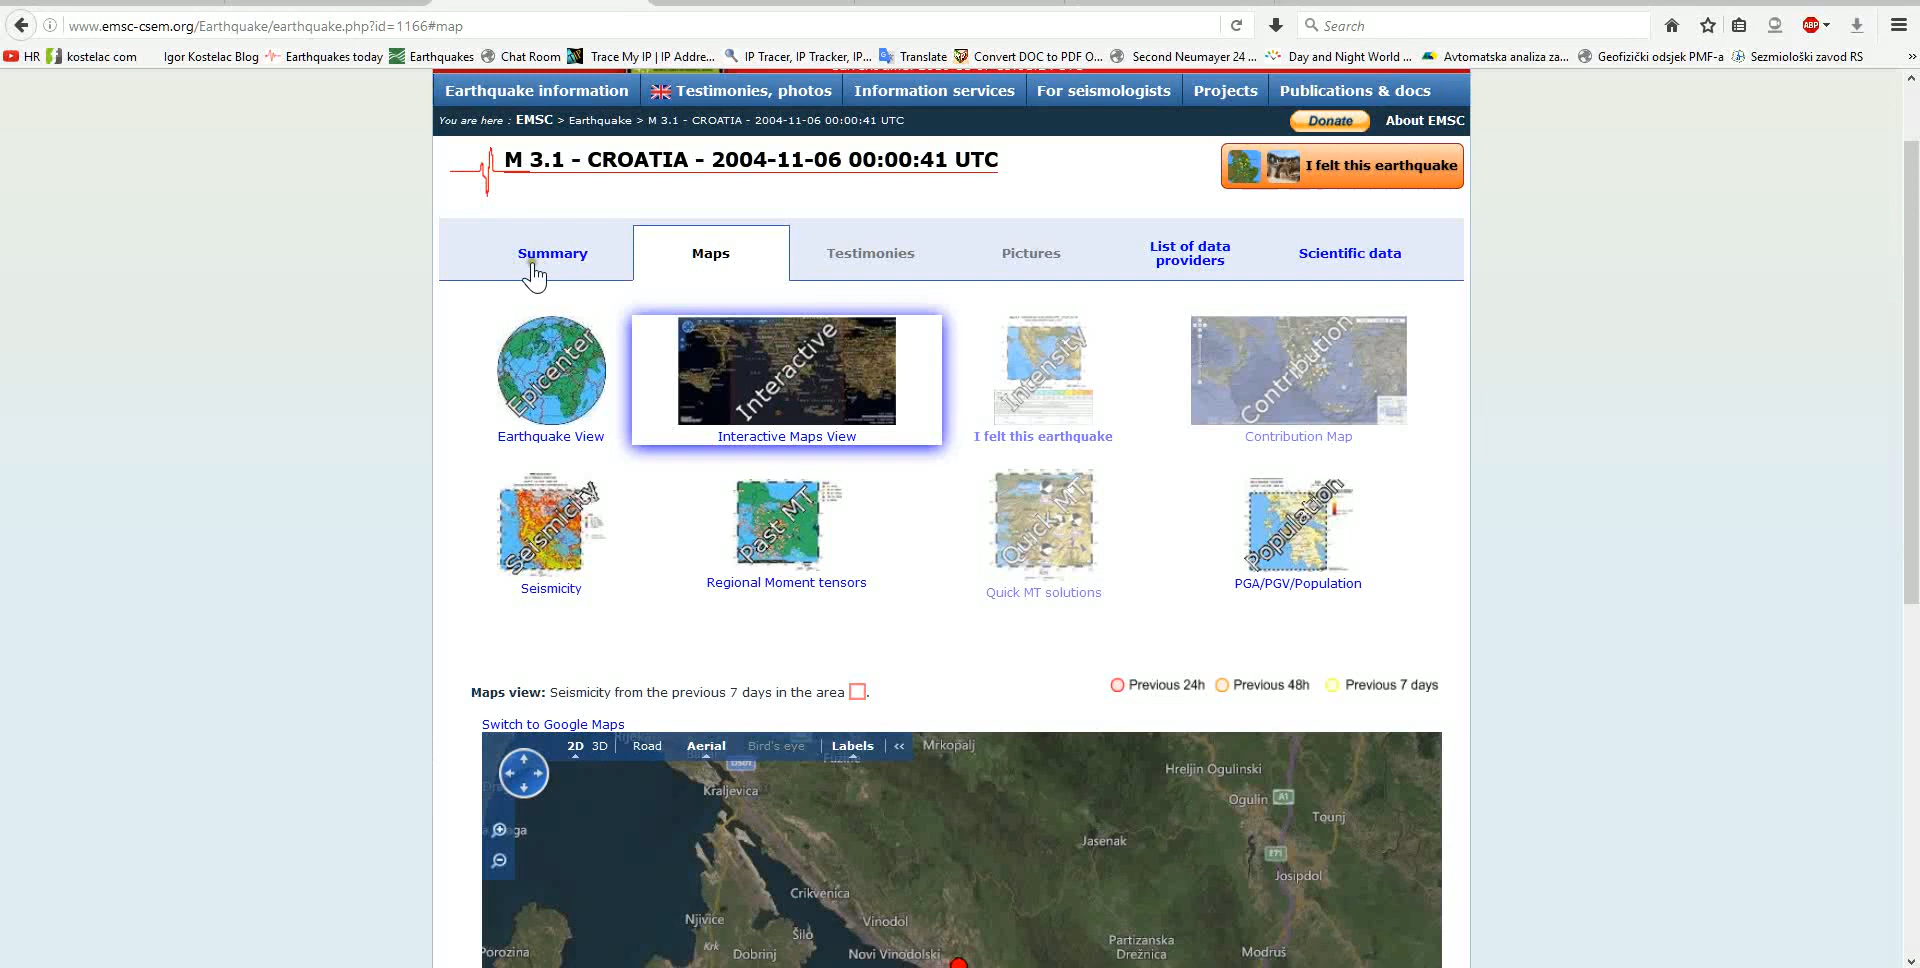 www.emsc-csem.org/Earthquake/earthquake.php?id=1166#map
Search
ABP
HR
kostelac com
Igor Kostelac Blog
Earthquakes today
Earthquakes
Chat Room
Trace My IP | IP Addre...
IP Tracer, IP Tracker, IP...
Translate
Convert DOC to PDF O...
Second Neumayer 24 ...
Day and Night World ...
Avtomatska analiza za...
Geofizički odsjek PMF-a
Sezmiološki zavod RS
Earthquake information
Testimonies, photos
Information services
For seismologists
Projects
Publications & docs
You are here : EMSC > Earthquake > M 3.1 - CROATIA - 2004-11-06 00:00:41 UTC
Donate
About EMSC
M 3.1 - CROATIA - 2004-11-06 00:00:41 UTC
I felt this earthquake
Summary
Maps
Testimonies
Pictures
List of data
providers
Scientific data
Epicenter
Interactive
Intensity
Contribution
Earthquake View
Interactive Maps View
I felt this earthquake
Contribution Map
Seismicity
Past MT
Quick MT
Population
Seismicity
Regional Moment tensors
Quick MT solutions
PGA/PGV/Population
Maps view: Seismicity from the previous 7 days in the area .
Previous 24h
Previous 48h
Previous 7 days
Switch to Google Maps
2D
3D
Road
Aerial
Bird's eye
Labels
<<
Mrkopalj
Hreljin Ogulinski
Kraljevica
Ogulin
A1
Tounj
Jasenak
E71
Josipdol
Crikvenica
Njivice
Vinodol
Šilo
Krk
Dobrinj
Novi Vinodolski
Partizanska
Drežnica
Modruš
Porozina